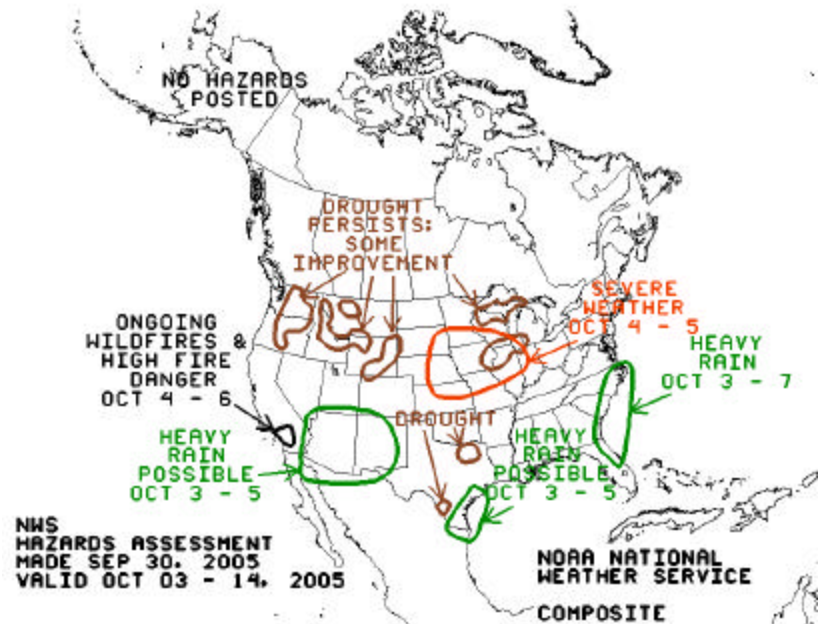 NO HAZARDS
POSTED
DROUGHT
PERSISTS:
SOME
IMPROVEMENT
SEVERE
WEATHER
OCT 4 - 5
ONGOING
WILDFIRES &
HIGH FIRE
DANGER
OCT 4 - 6
HEAVY
RAIN
OCT 3 - 7
DROUGHT
HEAVY
RAIN
POSSIBLE
OCT 3 - 5
HEAVY
RAIN
POSSIBLE
OCT 3 - 5
NWS
HAZARDS ASSESSMENT
MADE SEP 30, 2005
VALID OCT 03 - 14, 2005
NOAA NATIONAL
WEATHER SERVICE
COMPOSITE